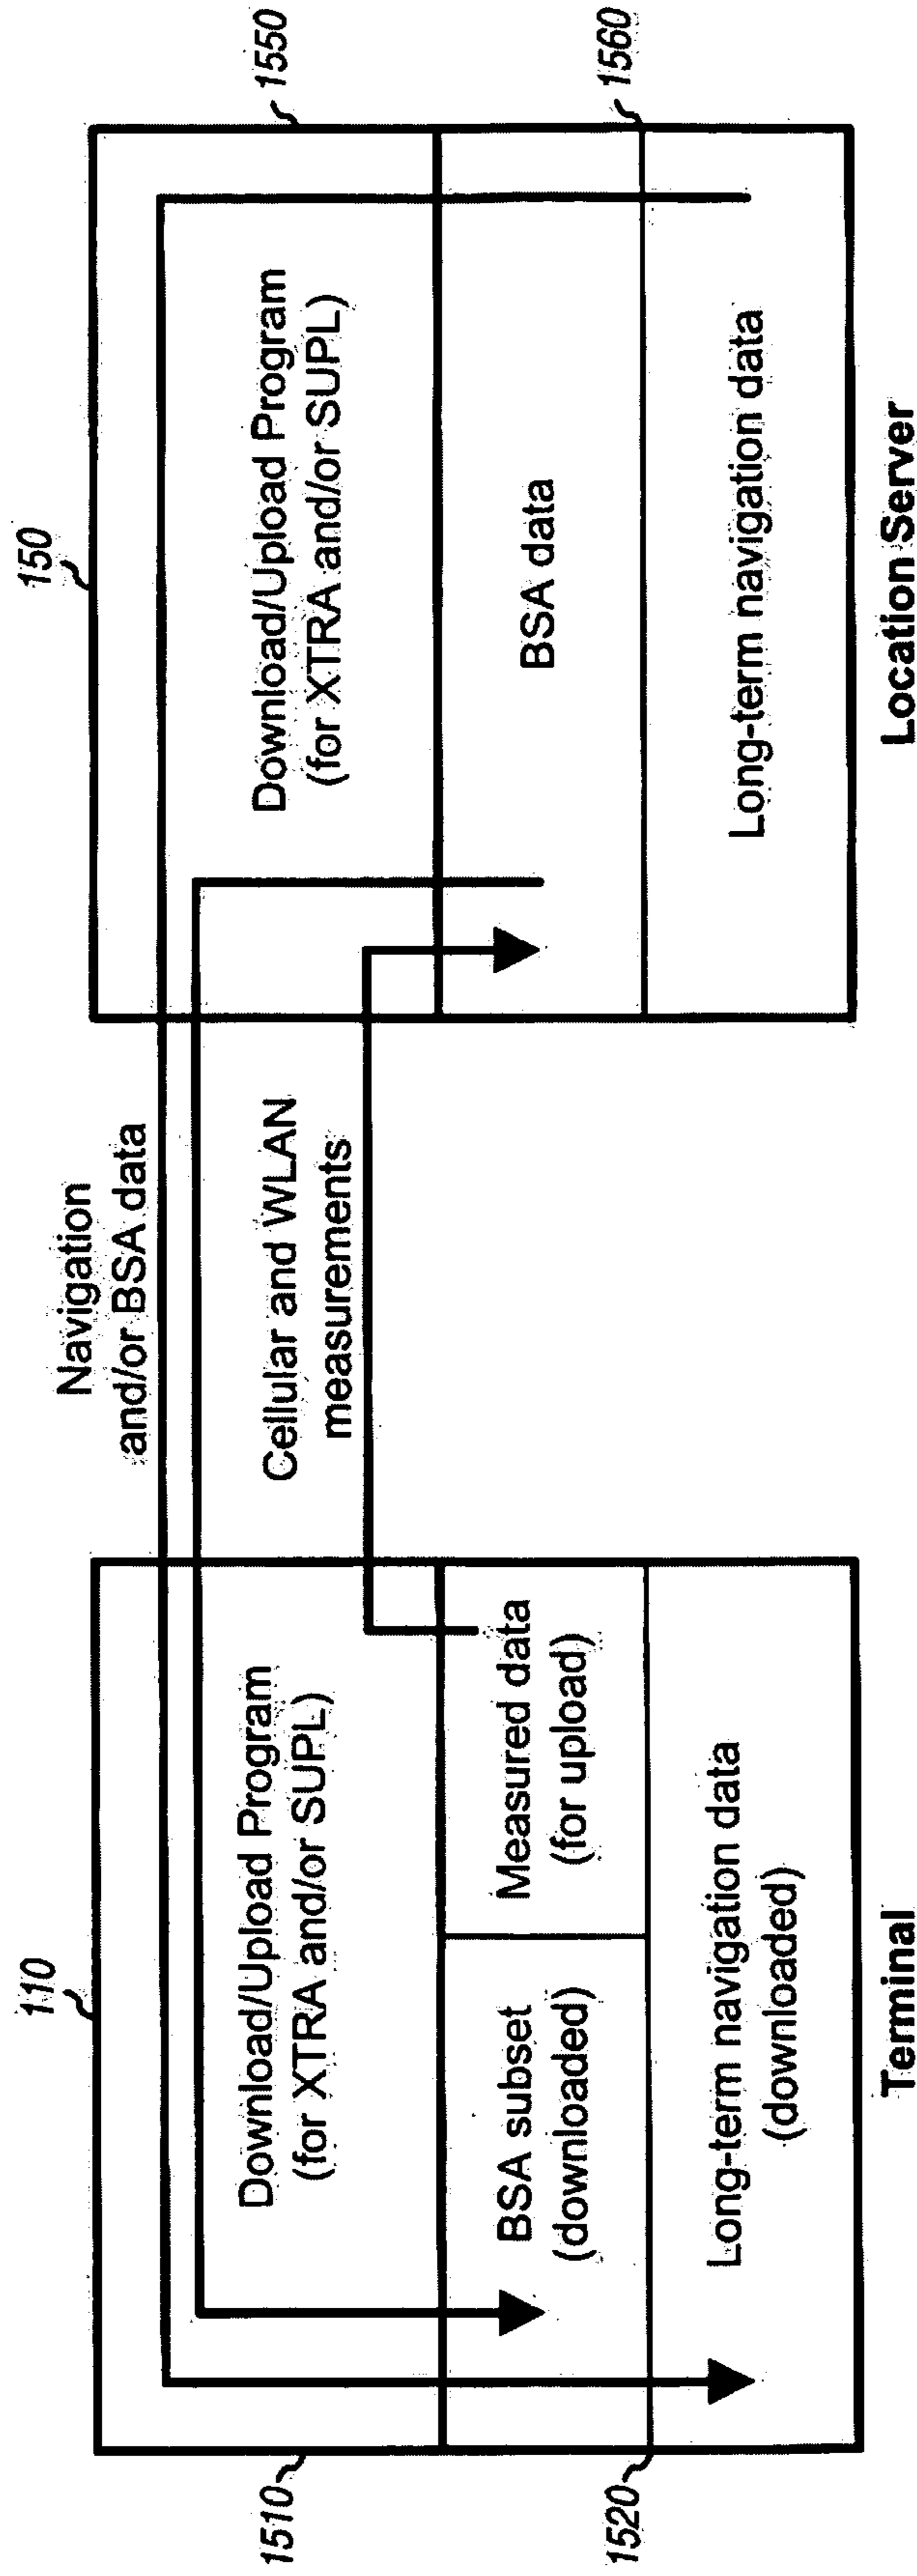 110
1510
1520
Download/Upload Program
(for XTRA and/or SUPL)
BSA subset
(downloaded)
Measured data
(for upload)
Long-term navigation data
(downloaded)
Terminal
Navigation
and/or BSA data
Cellular and WLAN
measurements
150
1550
1560
Download/Upload Program
(for XTRA and/or SUPL)
BSA data
Long-term navigation data
Location Server